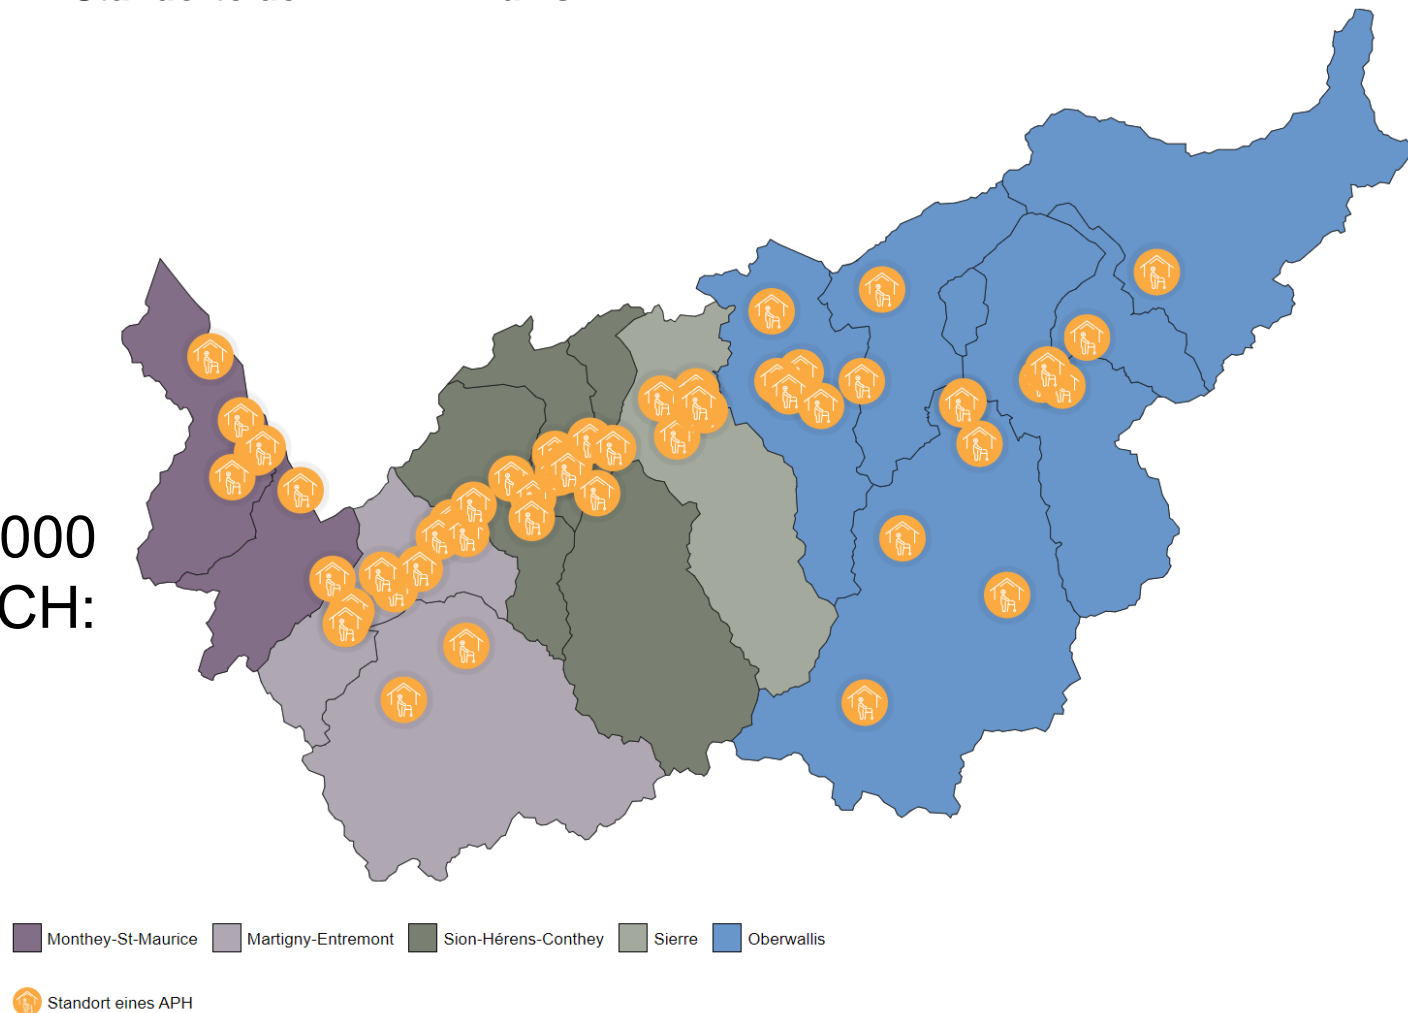 000
CH:
Monthey-St-Maurice
Martigny-Entremont
Sion-Hérens-Conthey
Sierre
Oberwallis
Standort eines APH